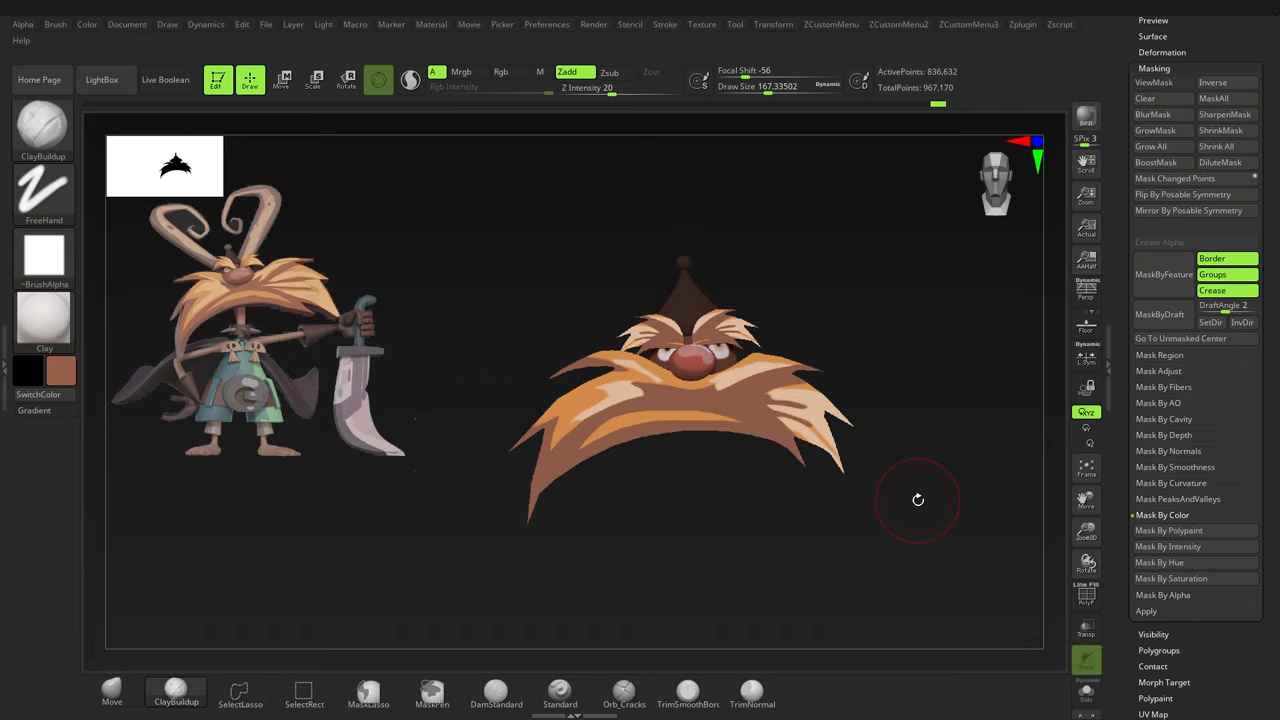 Alpha Brush Color Document Draw Dynamics Edit File Layer Light Macro Marker Material Movie Picker Preferences Render Stencil Stroke Texture Tool Transform ZCustomMenu ZCustomMenu2 ZCustomMenu3 Zplugin Zscript
Help
Home Page LightBox Live Boolean Edit Draw Move Scale Rotate
A Mrgb Rgb M Zadd Zsub Zcut
Rgb Intensity Z Intensity 20
Focal Shift -56
Draw Size 167.33502 Dynamic
ActivePoints: 836,632
TotalPoints: 967,170
ClayBuildup
FreeHand
~BrushAlpha
Clay
SwitchColor
Gradient
BPR
SPix 3
Scroll
Zoom
Actual
AAHalf
Dynamic
Persp
Floor
Dynamic
L.Sym
XYZ
Frame
Move
Zoom3D
Rotate
Line Fill
PolyF
Transp
Ghost
Dynamic
Solo
Preview
Surface
Deformation
Masking
ViewMask Inverse
Clear MaskAll
BlurMask SharpenMask
GrowMask ShrinkMask
Grow All Shrink All
BoostMask DiluteMask
Mask Changed Points
Flip By Posable Symmetry
Mirror By Posable Symmetry
Create Alpha
MaskByFeature Border
Groups
Crease
MaskByDraft DraftAngle 2
SetDir InvDir
Go To Unmasked Center
Mask Region
Mask Adjust
Mask By Fibers
Mask By AO
Mask By Cavity
Mask By Depth
Mask By Normals
Mask By Smoothness
Mask By Curvature
Mask PeaksAndValleys
Mask By Color
Mask By Polypaint
Mask By Intensity
Mask By Hue
Mask By Saturation
Mask By Alpha
Apply
Visibility
Polygroups
Contact
Morph Target
Polypaint
UV Map
Move ClayBuildup SelectLasso SelectRect MaskLasso MaskPen DamStandard Standard Orb_Cracks TrimSmoothBorc TrimNormal